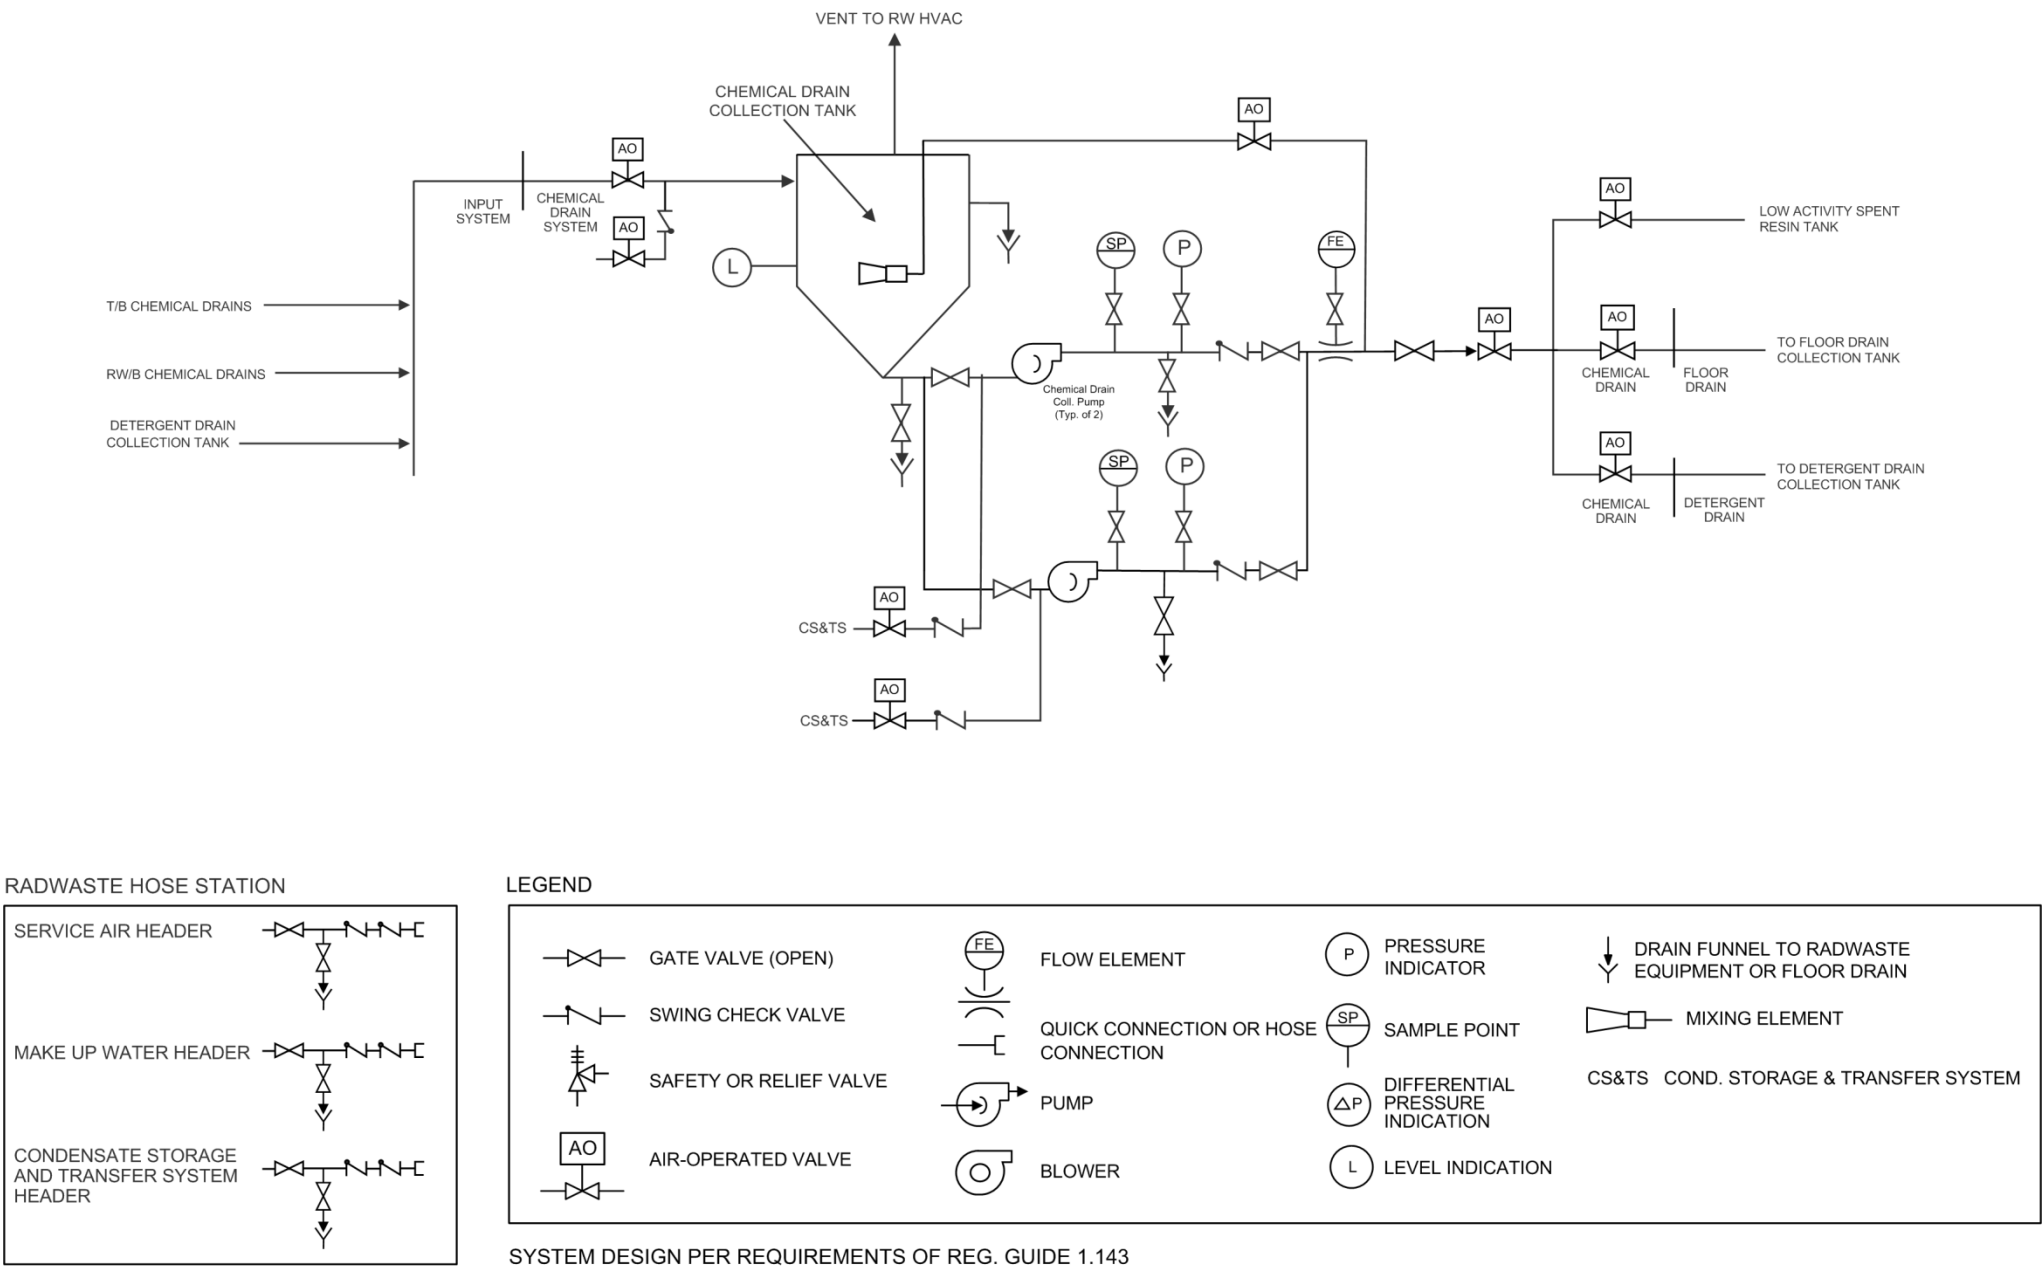 VENT TO RW HVAC
CHEMICAL DRAIN
COLLECTION TANK
AO
AO
INPUT
SYSTEM
CHEMICAL
DRAIN
SYSTEM
AO
L
T/B CHEMICAL DRAINS
RW/B CHEMICAL DRAINS
DETERGENT DRAIN
COLLECTION TANK
SP
P
FE
Chemical Drain
Coll. Pump
(Typ. of 2)
SP
P
AO
AO
LOW ACTIVITY SPENT
RESIN TANK
AO
TO FLOOR DRAIN
COLLECTION TANK
CHEMICAL
DRAIN
FLOOR
DRAIN
AO
TO DETERGENT DRAIN
COLLECTION TANK
CHEMICAL
DRAIN
DETERGENT
DRAIN
AO
CS&TS
AO
CS&TS
RADWASTE HOSE STATION
SERVICE AIR HEADER
MAKE UP WATER HEADER
CONDENSATE STORAGE
AND TRANSFER SYSTEM
HEADER
LEGEND
GATE VALVE (OPEN)
SWING CHECK VALVE
SAFETY OR RELIEF VALVE
AO
AIR-OPERATED VALVE
FE
FLOW ELEMENT
QUICK CONNECTION OR HOSE
CONNECTION
PUMP
BLOWER
P
PRESSURE
INDICATOR
SP
SAMPLE POINT
△P
DIFFERENTIAL
PRESSURE
INDICATION
L
LEVEL INDICATION
DRAIN FUNNEL TO RADWASTE
EQUIPMENT OR FLOOR DRAIN
MIXING ELEMENT
CS&TS COND. STORAGE & TRANSFER SYSTEM
SYSTEM DESIGN PER REQUIREMENTS OF REG. GUIDE 1.143